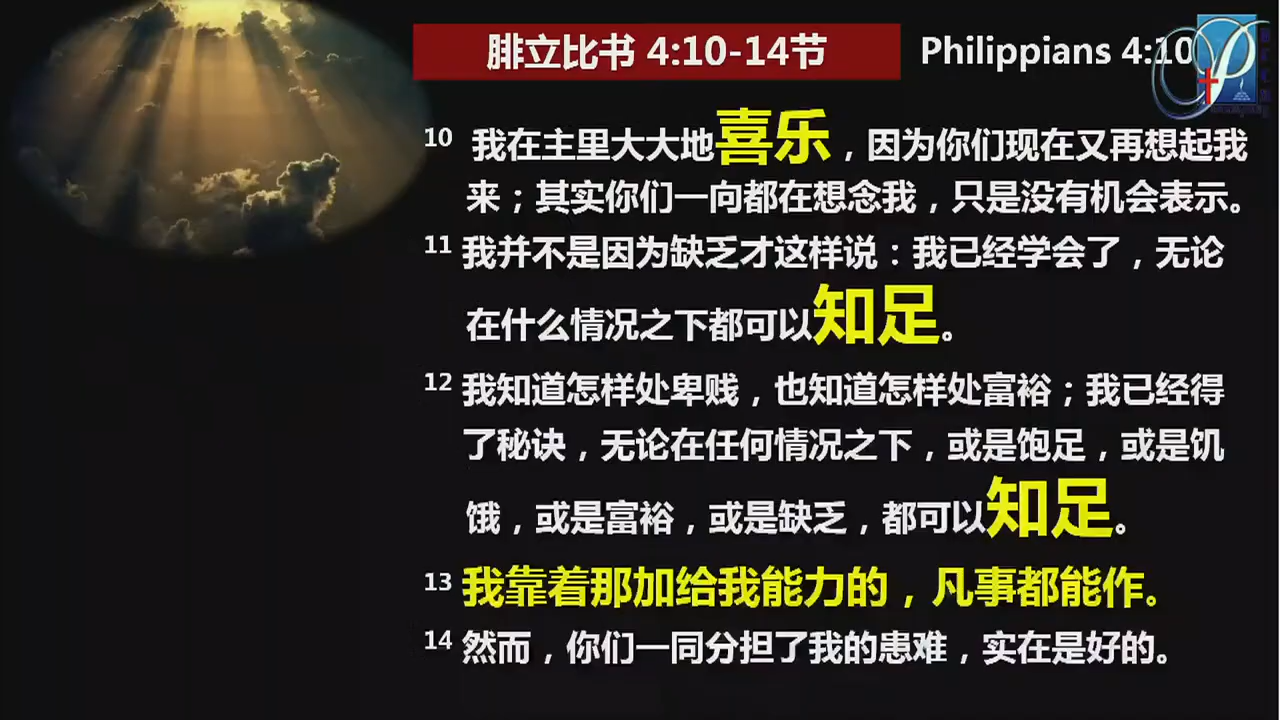 腓立比书 4:10-14节
Philippians 4:10
10 我在主里大大地喜乐，因为你们现在又再想起我
来；其实你们一向都在想念我，只是没有机会表示。
11 我并不是因为缺乏才这样说：我已经学会了，无论
在什么情况之下都可以知足。
12 我知道怎样处卑贱，也知道怎样处富裕；我已经得
了秘诀，无论在任何情况之下，或是饱足，或是饥
饿，或是富裕，或是缺乏，都可以知足。
13 我靠着那加给我能力的，凡事都能作。
14 然而，你们一同分担了我的患难，实在是好的。